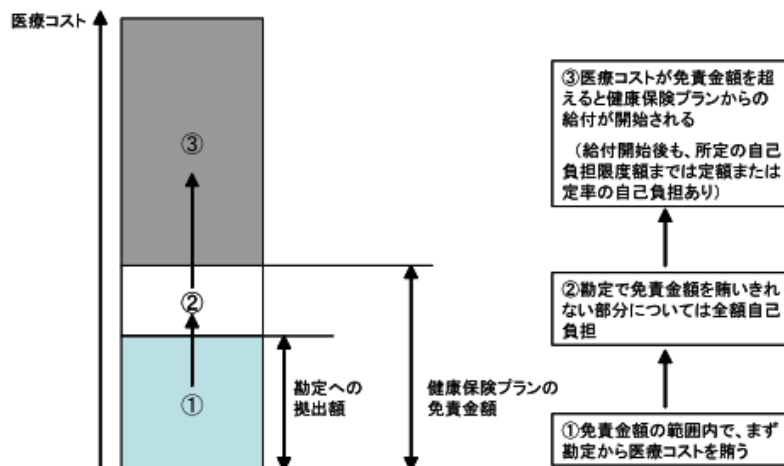 医療コスト
③
②
①
勘定への
拠出額
健康保険プランの
免責金額
③医療コストが免責金額を超
えると健康保険プランからの
給付が開始される
（給付開始後も、所定の自己
負担限度額までは定額または
定率の自己負担あり）
②勘定で免責金額を賄いきれ
ない部分については全額自己
負担
①免責金額の範囲内で、まず
勘定から医療コストを賄う